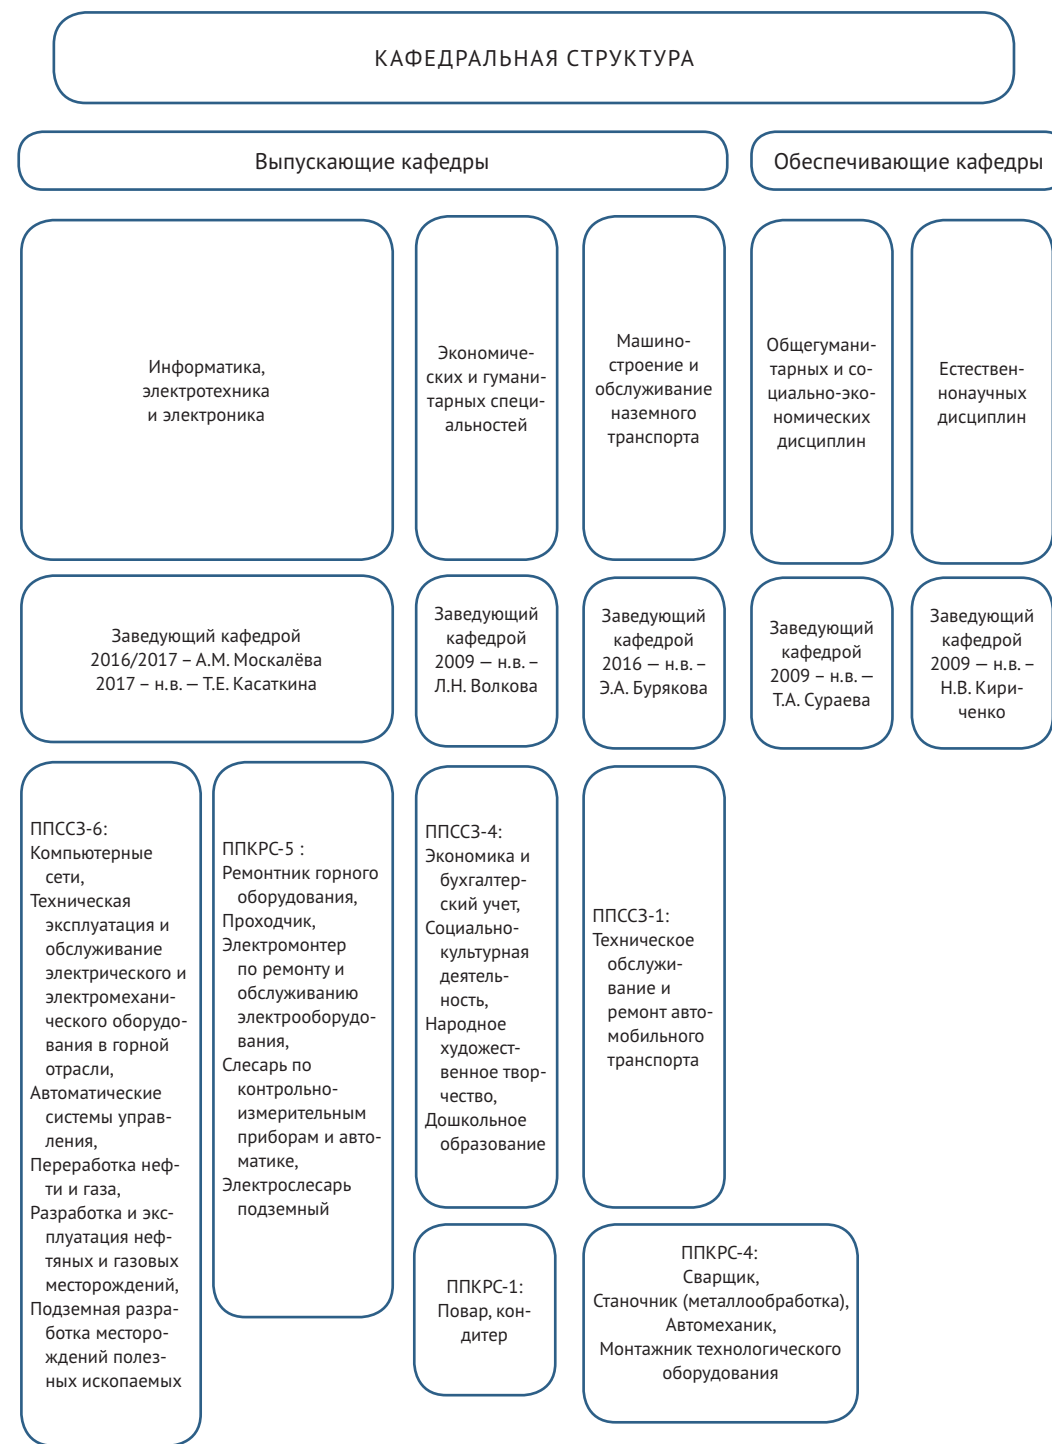 КАФЕДРАЛЬНАЯ СТРУКТУРА
Выпускающие кафедры
Обеспечивающие кафедры
Информатика,
электротехника
и электроника
Экономиче-
ских и гумани-
тарных специ-
альностей
Машино-
строение и
обслуживание
наземного
транспорта
Общегумани-
тарных и со-
циально-эко-
номических
дисциплин
Естествен-
нонаучных
дисциплин
Заведующий кафедрой
2016/2017 – А.М. Москалёва
2017 – н.в. — Т.Е. Касаткина
Заведующий
кафедрой
2009 — н.в. –
Л.Н. Волкова
Заведующий
кафедрой
2016 — н.в. –
Э.А. Бурякова
Заведующий
кафедрой
2009 – н.в. —
Т.А. Сураева
Заведующий
кафедрой
2009 — н.в. –
Н.В. Кири-
ченко
ППССЗ-6:
Компьютерные
сети,
Техническая
эксплуатация и
обслуживание
электрического и
электромехани-
ческого оборудо-
вания в горной
отрасли,
Автоматические
системы управ-
ления,
Переработка неф-
ти и газа,
Разработка и экс-
плуатация неф-
тяных и газовых
месторождений,
Подземная разра-
ботка месторо-
ждений полез-
ных ископаемых
ППКРС-5 :
Ремонтник горного
оборудования,
Проходчик,
Электромонтер
по ремонту и
обслуживанию
электрооборудо-
вания,
Слесарь по
контрольно-
измерительным
приборам и авто-
матике,
Электрослесарь
подземный
ППССЗ-4:
Экономика и
бухгалтер-
ский учет,
Социально-
культурная
деятель-
ность,
Народное
художест-
венное твор-
чество,
Дошкольное
образование
ППССЗ-1:
Техническое
обслужи-
вание и
ремонт авто-
мобильного
транспорта
ППКРС-1:
Повар, кон-
дитер
ППКРС-4:
Сварщик,
Станочник (металлообработка),
Автомеханик,
Монтажник технологического
оборудования